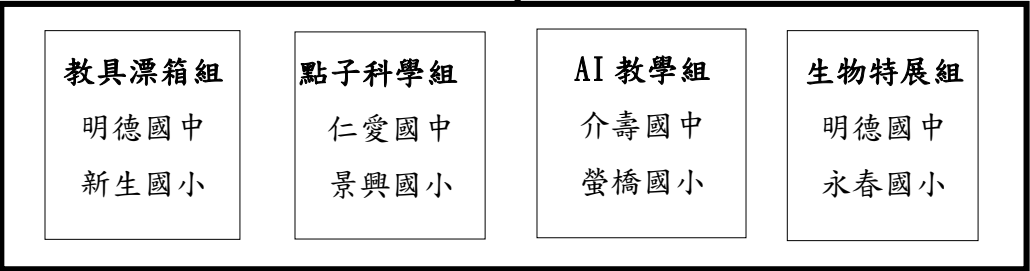 教具漂箱組
明德國中
新生國小
點子科學組
仁愛國中
景興國小
AI 教學組
介壽國中
螢橋國小
生物特展組
明德國中
永春國小